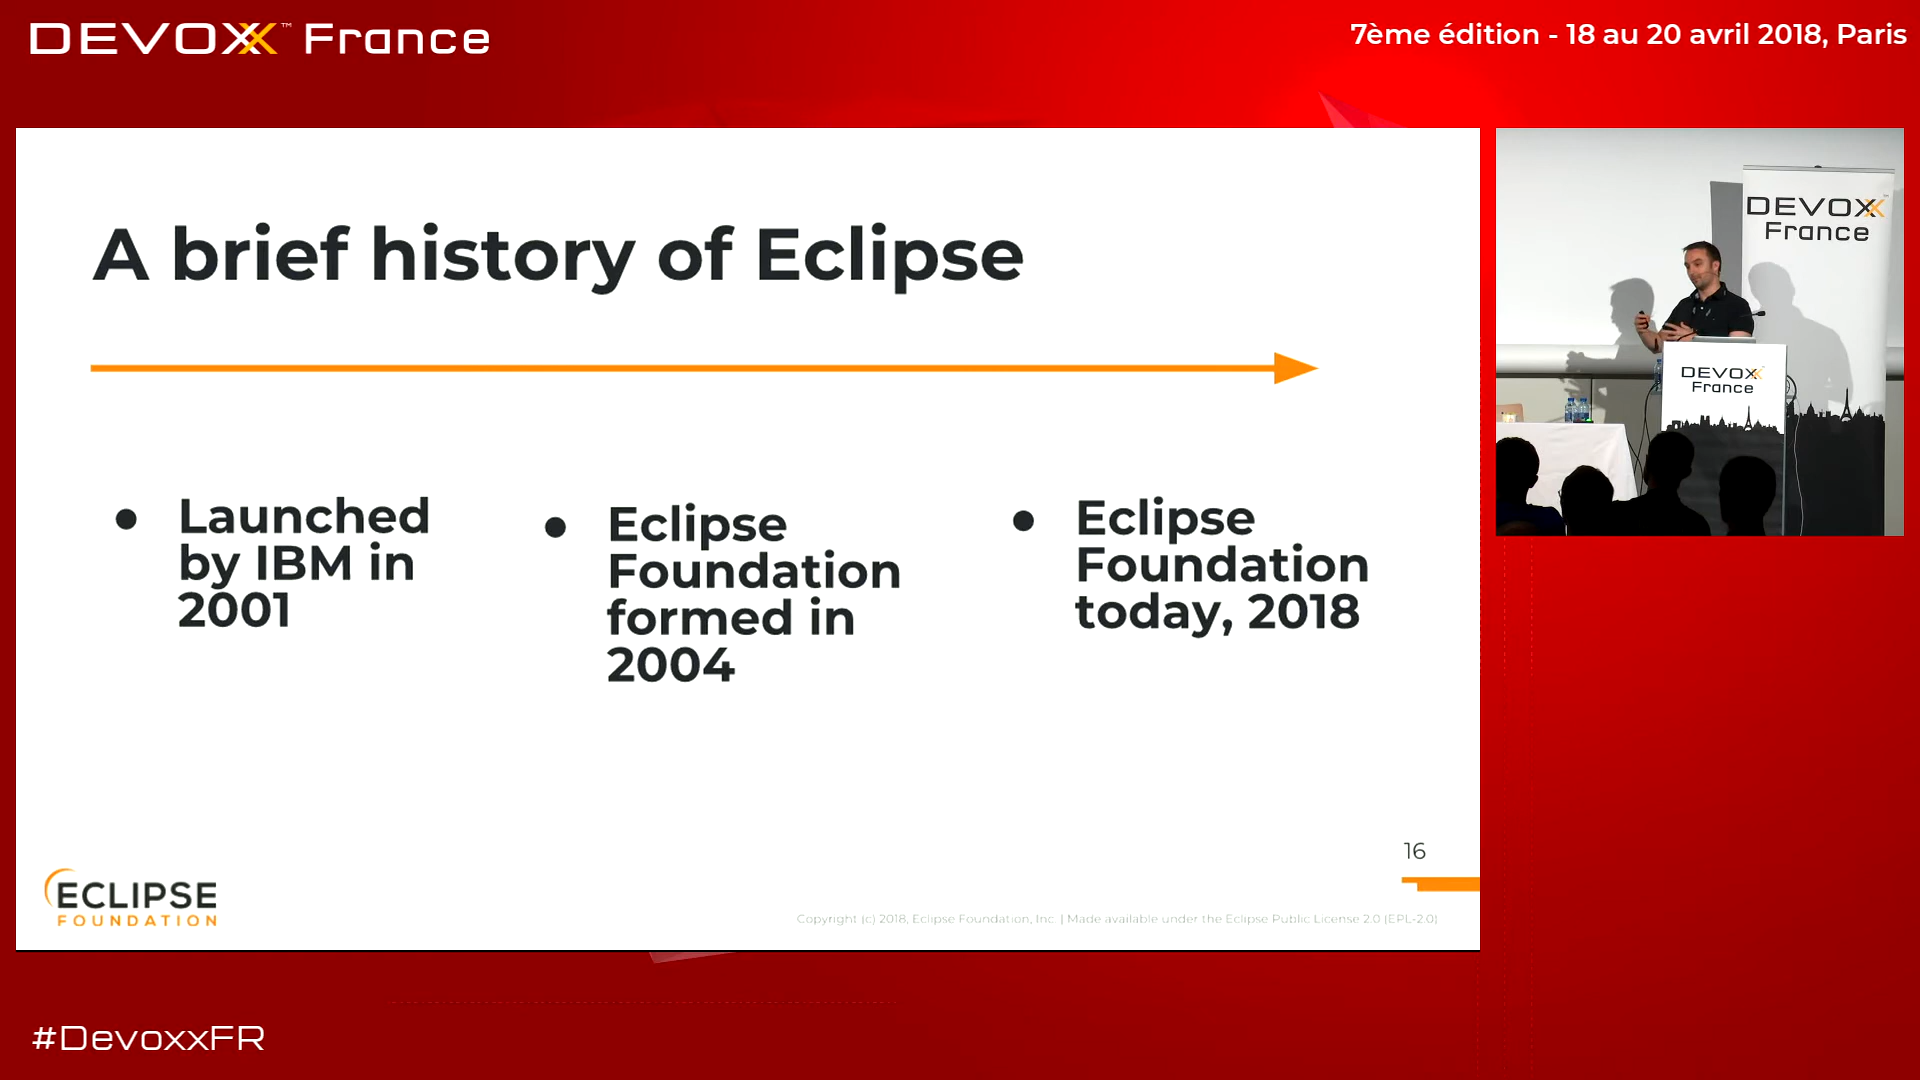 DEVOXX™ France
7ème édition - 18 au 20 avril 2018, Paris
A brief history of Eclipse
● Launched
by IBM in
2001
● Eclipse
Foundation
formed in
2004
● Eclipse
Foundation
today, 2018
16
ECLIPSE
FOUNDATION
Copyright (c) 2018, Eclipse Foundation, Inc. | Made available under the Eclipse Public License 2.0 (EPL-2.0)
DEVOXX
France
DEVOXX
France
#DevoxxFR